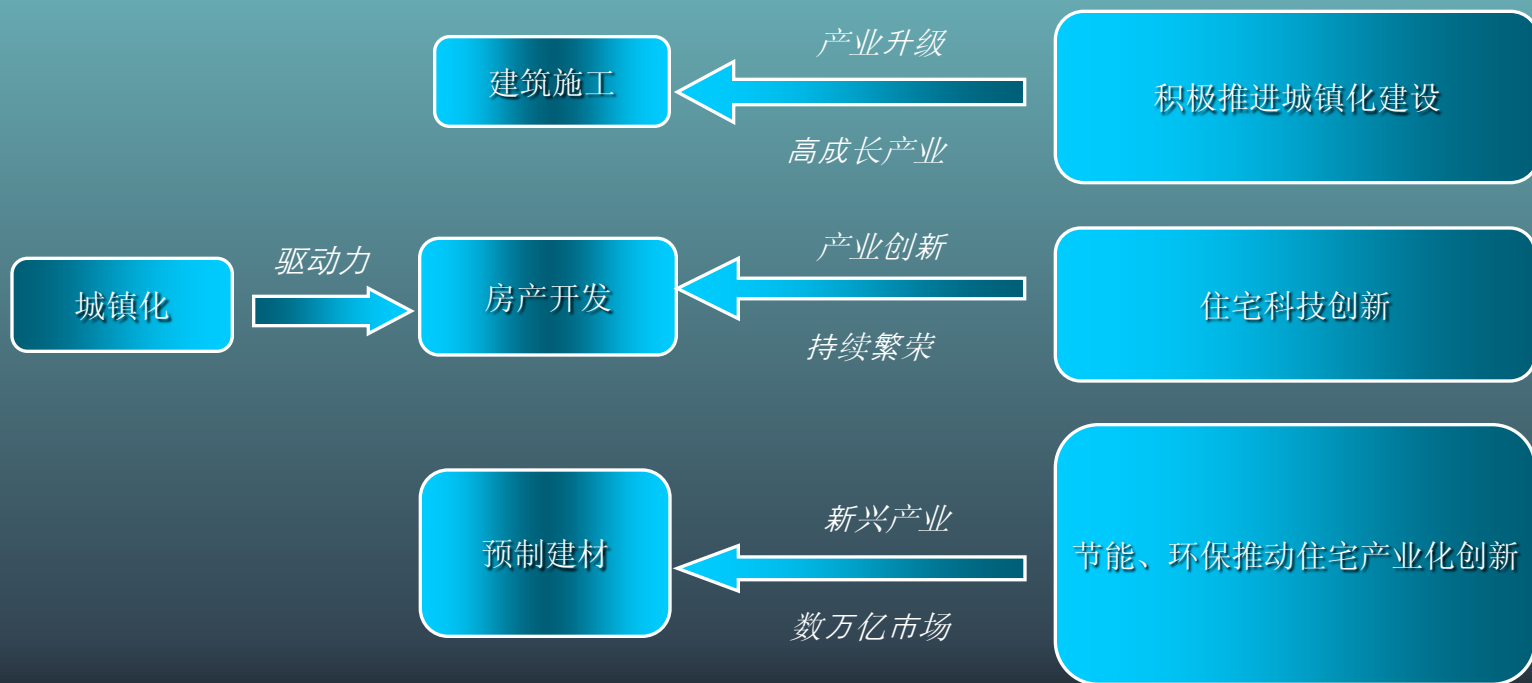 产业升级
建筑施工
积极推进城镇化建设
高成长产业
产业创新
驱动力
城镇化
房产开发
住宅科技创新
持续繁荣
新兴产业
预制建材
节能、环保推动住宅产业化创新
数万亿市场